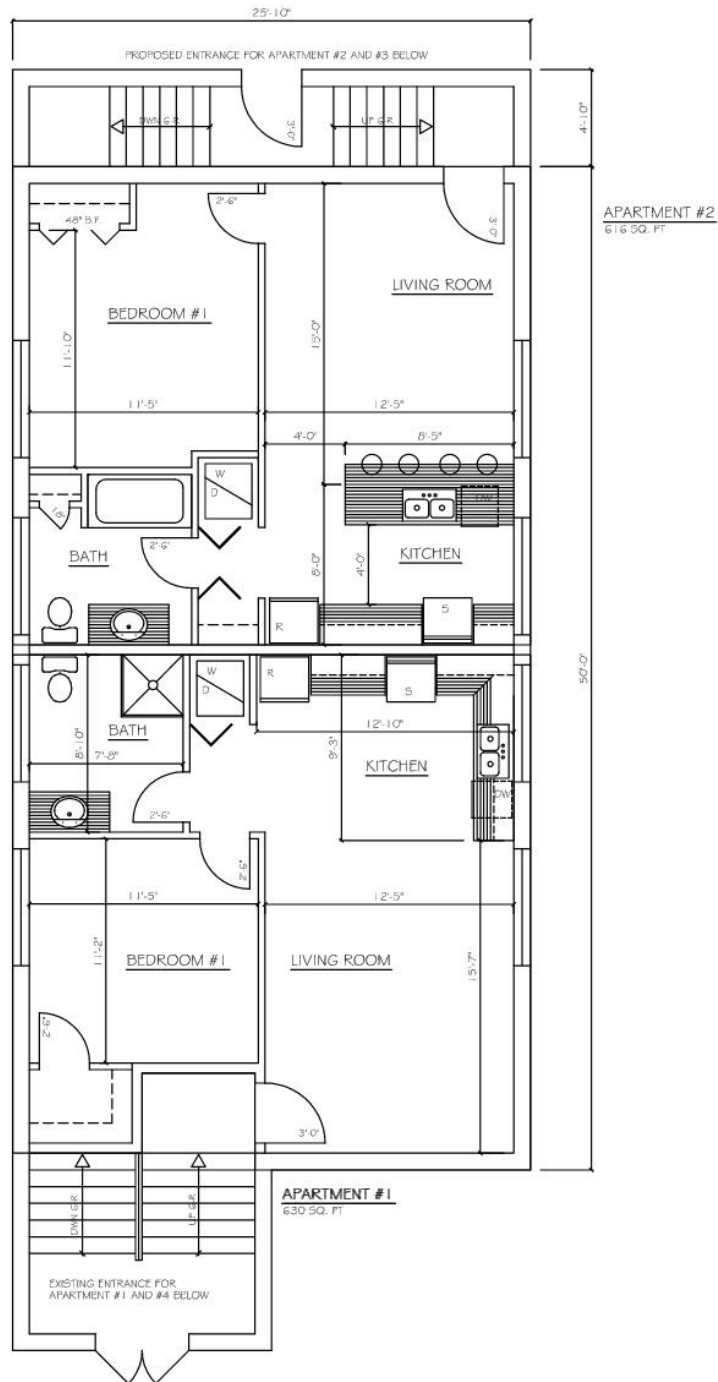 25'-10"
PROPOSED ENTRANCE FOR APARTMENT #2 AND #3 BELOW
4'-10"
DWN 6-R
3'-0"
UP 6-R
48" B.F.
2'-6"
3'-0"
APARTMENT #2
616 SQ. FT
LIVING ROOM
BEDROOM #1
15'-0"
11'-10"
11'-5"
12'-5"
4'-0"
8'-5"
W
D
DW
18"
2'-6"
BATH
KITCHEN
8'-0"
4'-0"
R
S
50'-0"
W
D
R
S
BATH
12'-10"
8'-10"
7'-8"
9'-3"
KITCHEN
DW
2'-6"
2'-6"
11'-5"
12'-5"
11'-2"
BEDROOM #1
LIVING ROOM
15'-7"
2'-6"
3'-0"
DWN 6-R
UP 6-R
APARTMENT #1
630 SQ. FT
EXISTING ENTRANCE FOR
APARTMENT #1 AND #4 BELOW